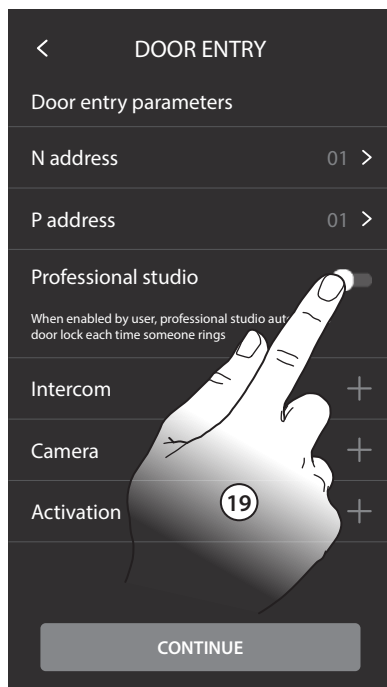 DOOR ENTRY
Door entry parameters
N address 01
P address 01
Professional studio
When enabled by user, professional studio
door lock each time someone rings
Intercom
Camera
Activation
19
CONTINUE